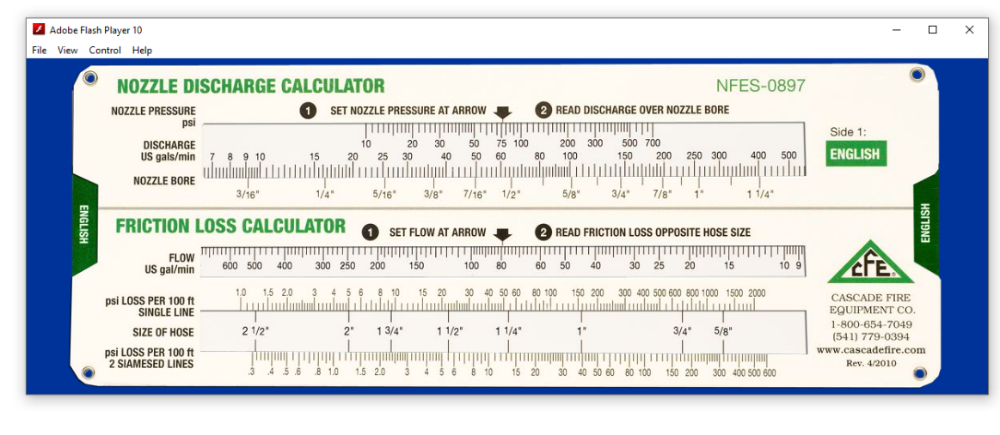 Adobe Flash Player 10
File View Control Help
NOZZLE DISCHARGE CALCULATOR
NFES-0897
NOZZLE PRESSURE
psi
1 SET NOZZLE PRESSURE AT ARROW 2 READ DISCHARGE OVER NOZZLE BORE
10 20 30 50 75 100 200 300 500 700
DISCHARGE
US gals/min
7 8 9 10 15 20 25 30 40 50 60 80 100 150 200 250 300 400 500
NOZZLE BORE
3/16" 1/4" 5/16" 3/8" 7/16" 1/2" 5/8" 3/4" 7/8" 1" 1 1/4"
Side 1:
ENGLISH
ENGLISH
ENGLISH
FRICTION LOSS CALCULATOR
1 SET FLOW AT ARROW 2 READ FRICTION LOSS OPPOSITE HOSE SIZE
FLOW
US gal/min
600 500 400 300 250 200 150 100 80 60 50 40 30 25 20 15 10 9
1.0 1.5 2.0 3 4 5 6 8 10 15 20 30 40 50 60 80 100 150 200 300 400 500 600 800 1000 1500 2000
psi LOSS PER 100 ft
SINGLE LINE
SIZE OF HOSE
2 1/2" 2" 1 3/4" 1 1/2" 1 1/4" 1" 3/4" 5/8"
psi LOSS PER 100 ft
2 SIAMESED LINES
.3 .4 .5 .6 .8 1.0 1.5 2.0 3 4 5 6 8 10 15 20 30 40 50 60 80 100 150 200 300 400 500 600
CFE
CASCADE FIRE
EQUIPMENT CO.
1-800-654-7049
(541) 779-0394
www.cascadefire.com
Rev. 4/2010